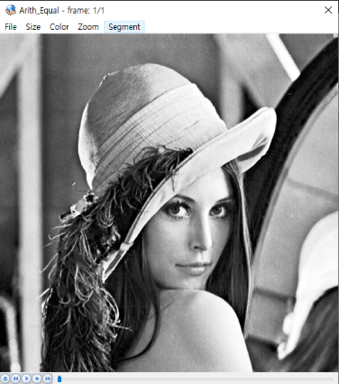 Arith_Equal - frame: 1/1
File Size Color Zoom Segment